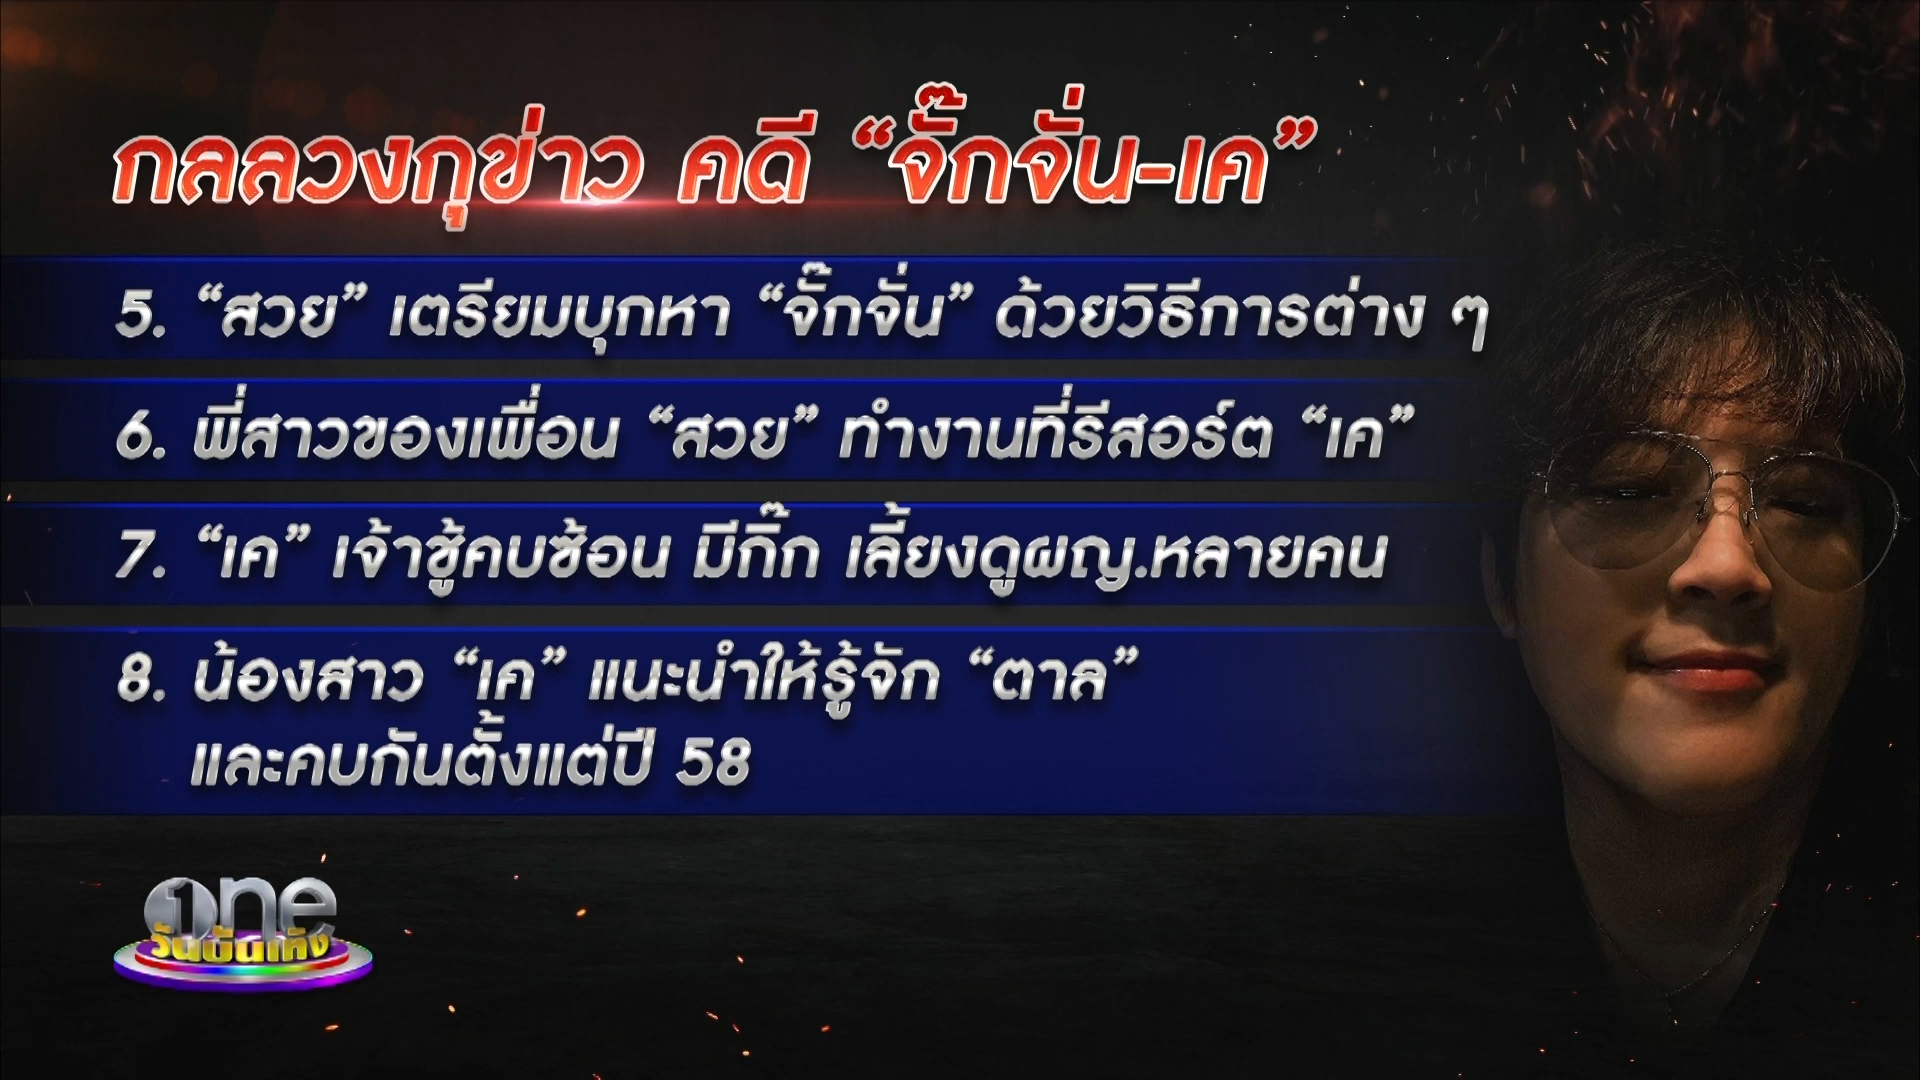 กลลวงกุข่าว คดี “จั๊กจั่น-เค”
5. “สวย” เตรียมบุกหา “จั๊กจั่น” ด้วยวิธีการต่าง ๆ
6. พี่สาวของเพื่อน “สวย” ทำงานที่รีสอร์ต “เค”
7. “เค” เจ้าชู้คบซ้อน มีกิ๊ก เลี้ยงดูผญ.หลายคน
8. น้องสาว “เค” แนะนำให้รู้จัก “ตาล”
และคบกันตั้งแต่ปี 58
one
วันบันเทิง